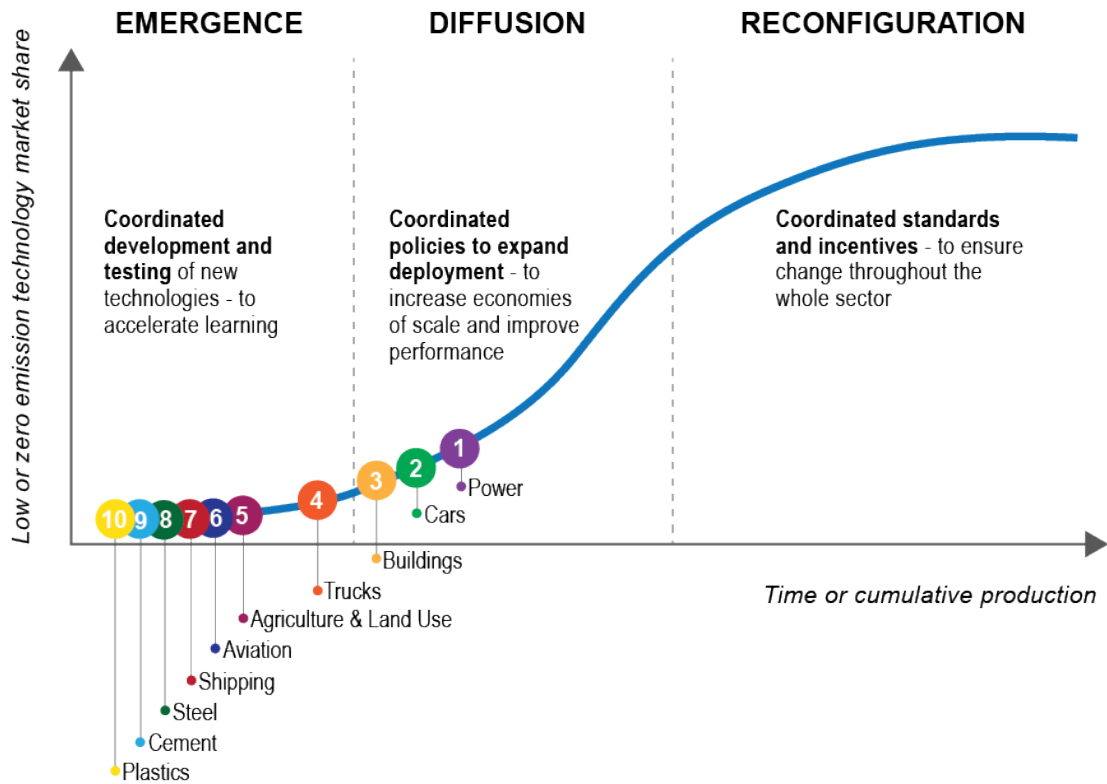 EMERGENCE
DIFFUSION
RECONFIGURATION
Low or zero emission technology market share
Coordinated
development and
testing of new
technologies - to
accelerate learning
Coordinated
policies to expand
deployment - to
increase economies
of scale and improve
performance
Coordinated standards
and incentives - to ensure
change throughout the
whole sector
10
9
8
7
6
5
4
3
2
1
Power
Cars
Buildings
Trucks
Agriculture & Land Use
Aviation
Shipping
Steel
Cement
Plastics
Time or cumulative production